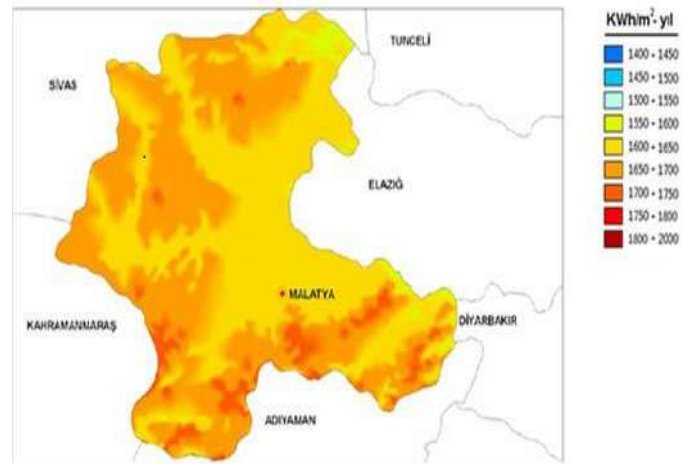 TUNCELİ
SİVAS
ELAZIĞ
MALATYA
KAHRAMANNARAŞ
DİYARBAKIR
ADIYAMAN
KWh/m²- yıl
1400 - 1450
1450 - 1500
1500 - 1550
1550 - 1600
1600 - 1650
1650 - 1700
1700 - 1750
1750 - 1800
1800 - 2000